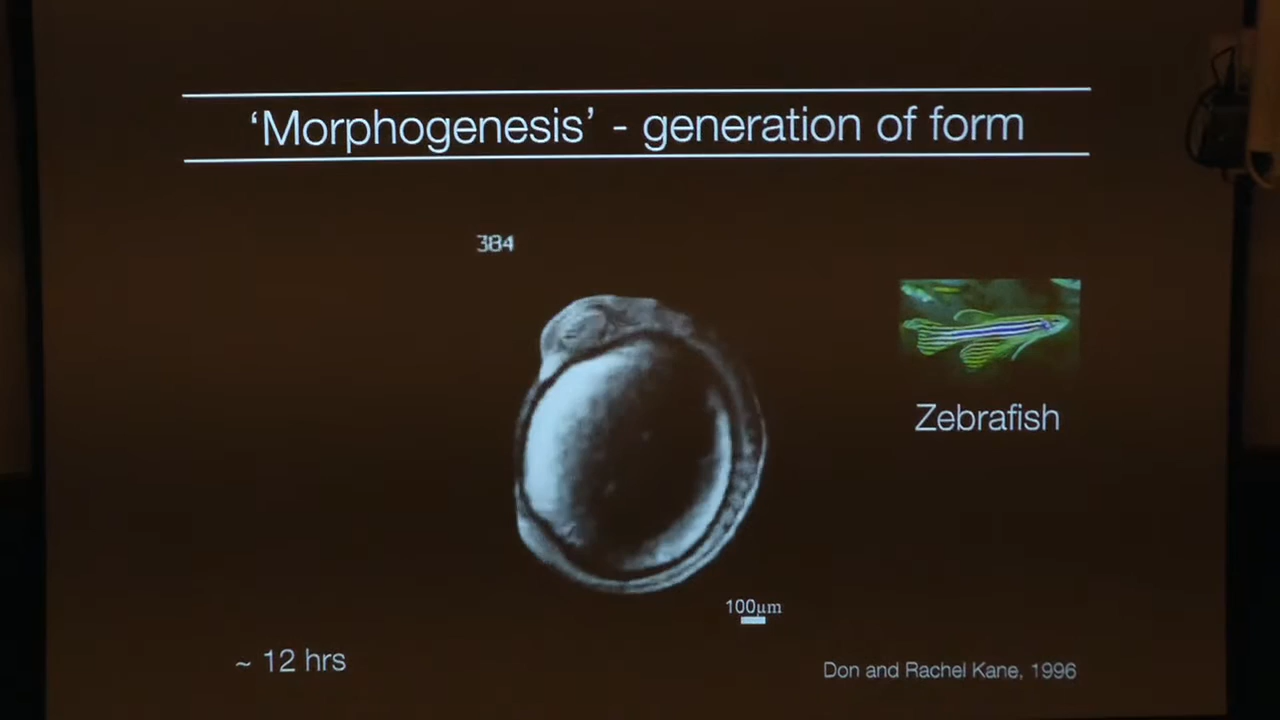 ‘Morphogenesis’ - generation of form
384
Zebrafish
100µm
~ 12 hrs
Don and Rachel Kane, 1996